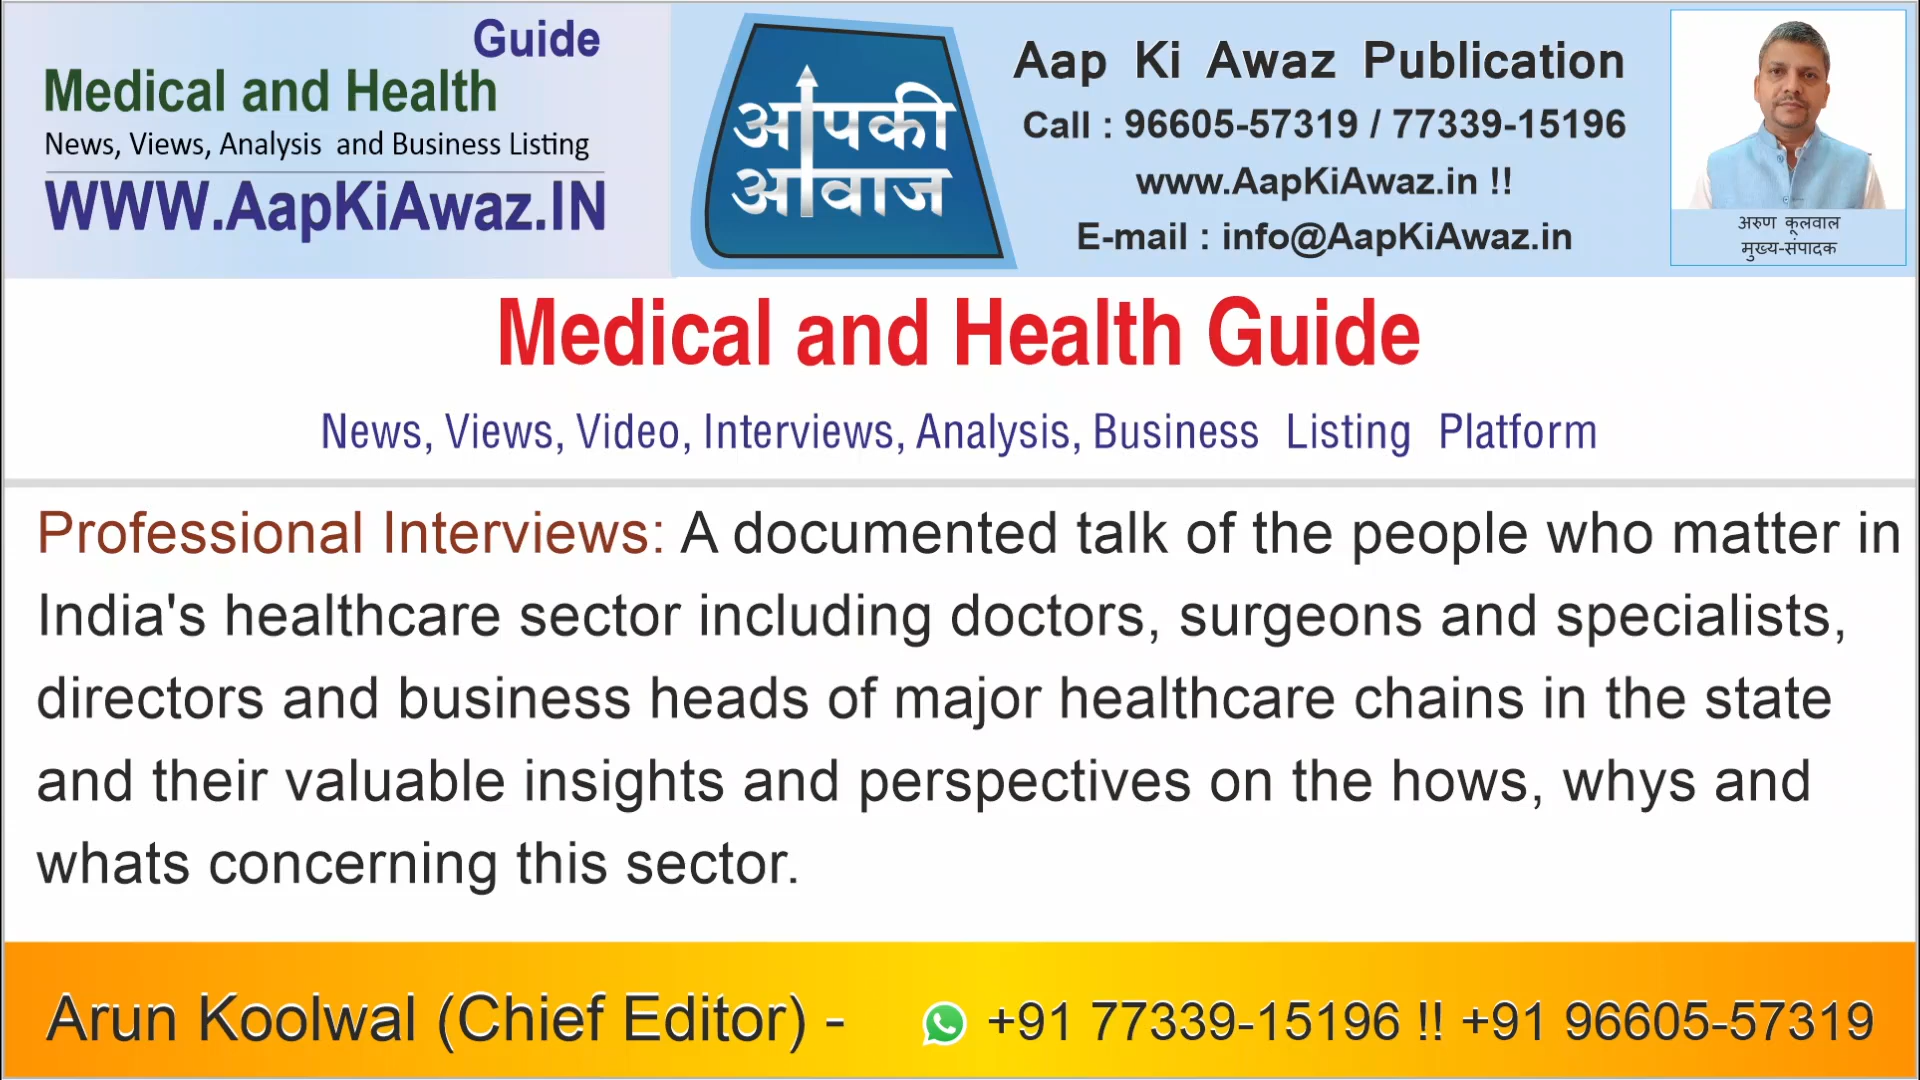 Guide
Medical and Health
News, Views, Analysis and Business Listing
WWW.AapKiAwaz.IN
आपकी
आवाज
Aap Ki Awaz Publication
Call : 96605-57319 / 77339-15196
www.AapKiAwaz.in !!
E-mail : info@AapKiAwaz.in
अरुण कूलवाल
मुख्य-संपादक
Medical and Health Guide
News, Views, Video, Interviews, Analysis, Business Listing Platform
Professional Interviews: A documented talk of the people who matter in
India's healthcare sector including doctors, surgeons and specialists,
directors and business heads of major healthcare chains in the state
and their valuable insights and perspectives on the hows, whys and
whats concerning this sector.
Arun Koolwal (Chief Editor) - +91 77339-15196 !! +91 96605-57319